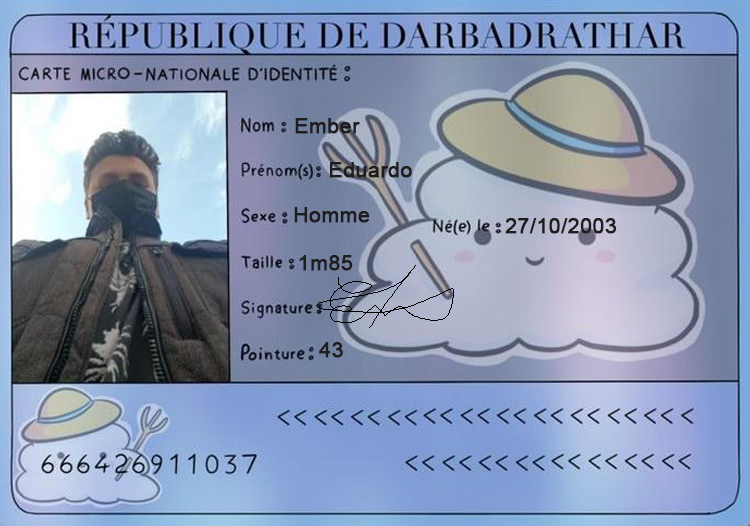 RÉPUBLIQUE DE DARBADRATHAR
CARTE MICRO-NATIONALE D'IDENTITÉ :
Nom : Ember
Prénom(s): Eduardo
Sexe : Homme
Né(e) le : 27/10/2003
Taille : 1m85
Signature:
Pointure: 43
<<<<<<<<<<<<<<<<<<<<<<<
666426911037 <<<<<<<<<<<<<<<<